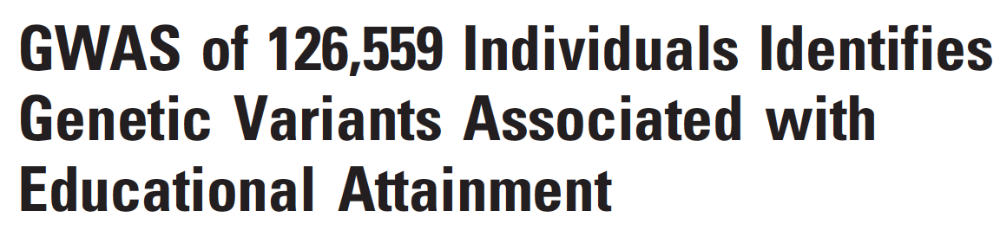 GWAS of 126,559 Individuals Identifies
Genetic Variants Associated with
Educational Attainment